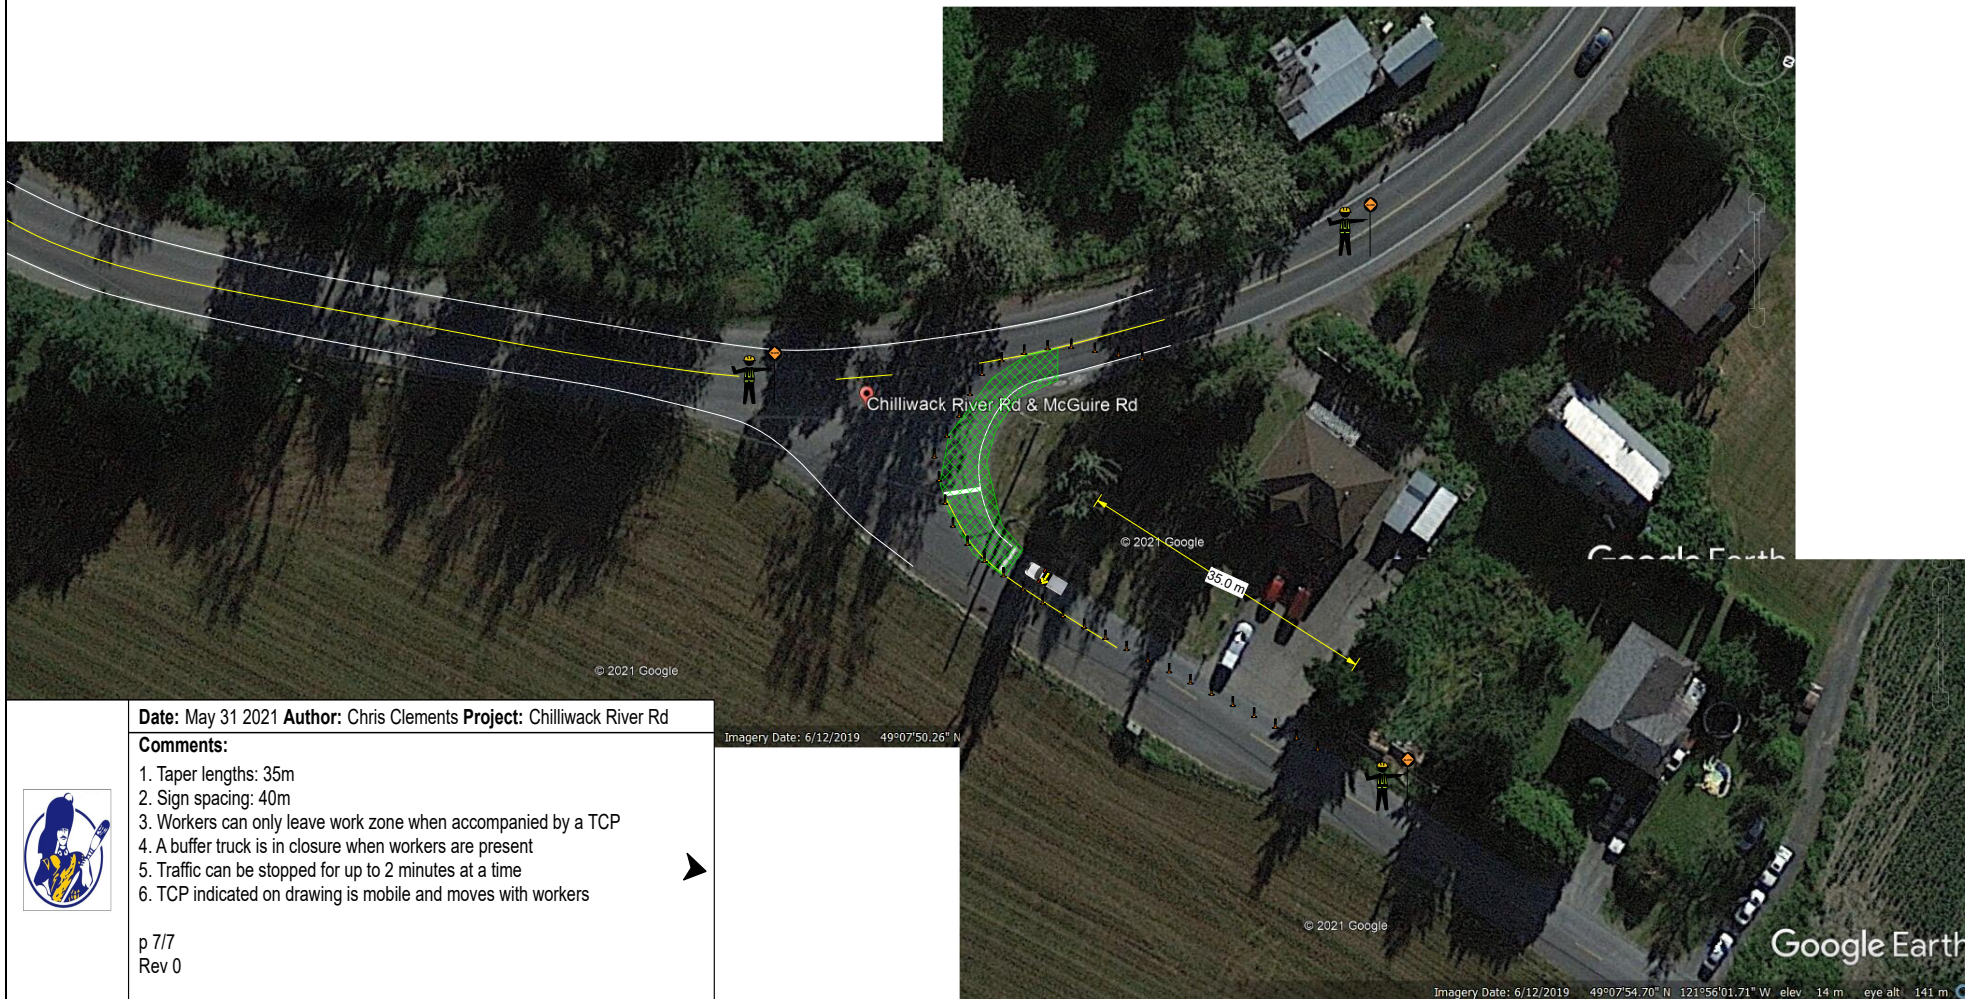 Chilliwack River Rd & McGuire Rd
© 2021 Google
35.0 m
Google Earth
© 2021 Google
Date: May 31 2021 Author: Chris Clements Project: Chilliwack River Rd
Imagery Date: 6/12/2019 49°07'50.26" N
Comments:
1. Taper lengths: 35m
2. Sign spacing: 40m
3. Workers can only leave work zone when accompanied by a TCP
4. A buffer truck is in closure when workers are present
5. Traffic can be stopped for up to 2 minutes at a time
6. TCP indicated on drawing is mobile and moves with workers
p 7/7
Rev 0
© 2021 Google
Google Earth
Imagery Date: 6/12/2019 49°07'54.70" N 121°56'01.71" W elev 14 m eye alt 141 m